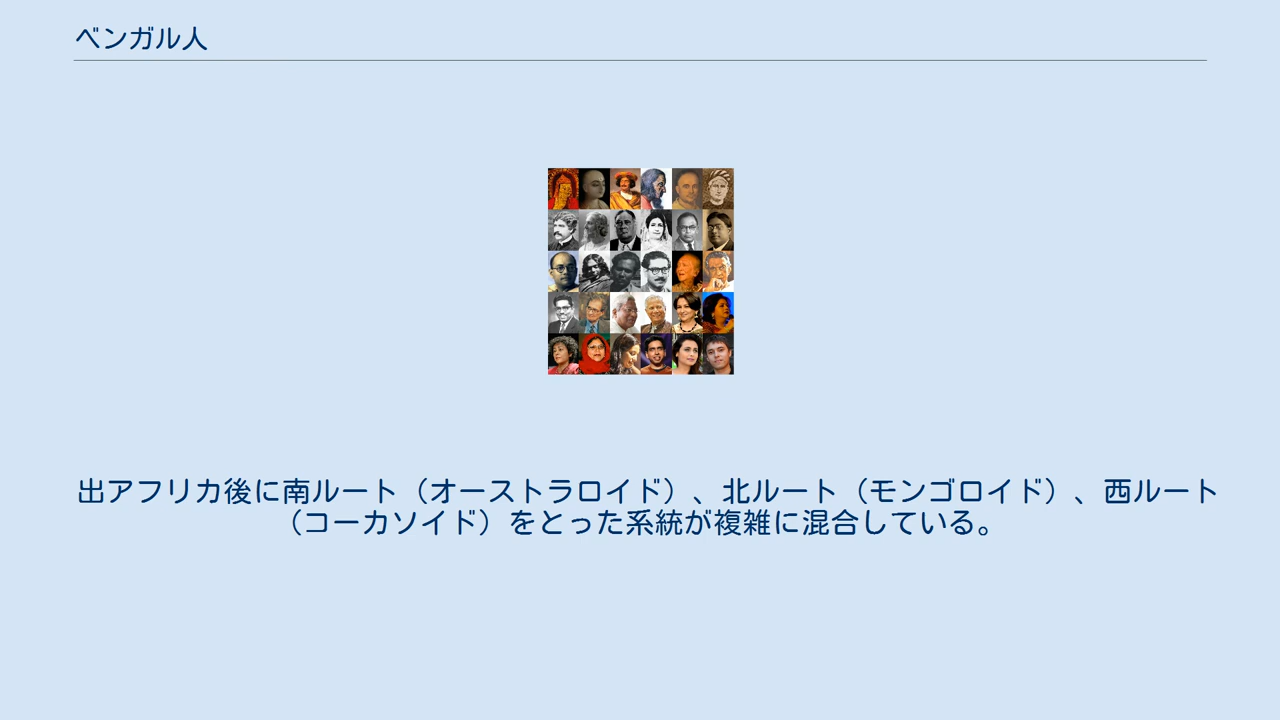 ベンガル人
出アフリカ後に南ルート（オーストラロイド）、北ルート（モンゴロイド）、西ルート
（コーカソイド）をとった系統が複雑に混合している。